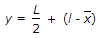 y = L/2 + (l - x̅)